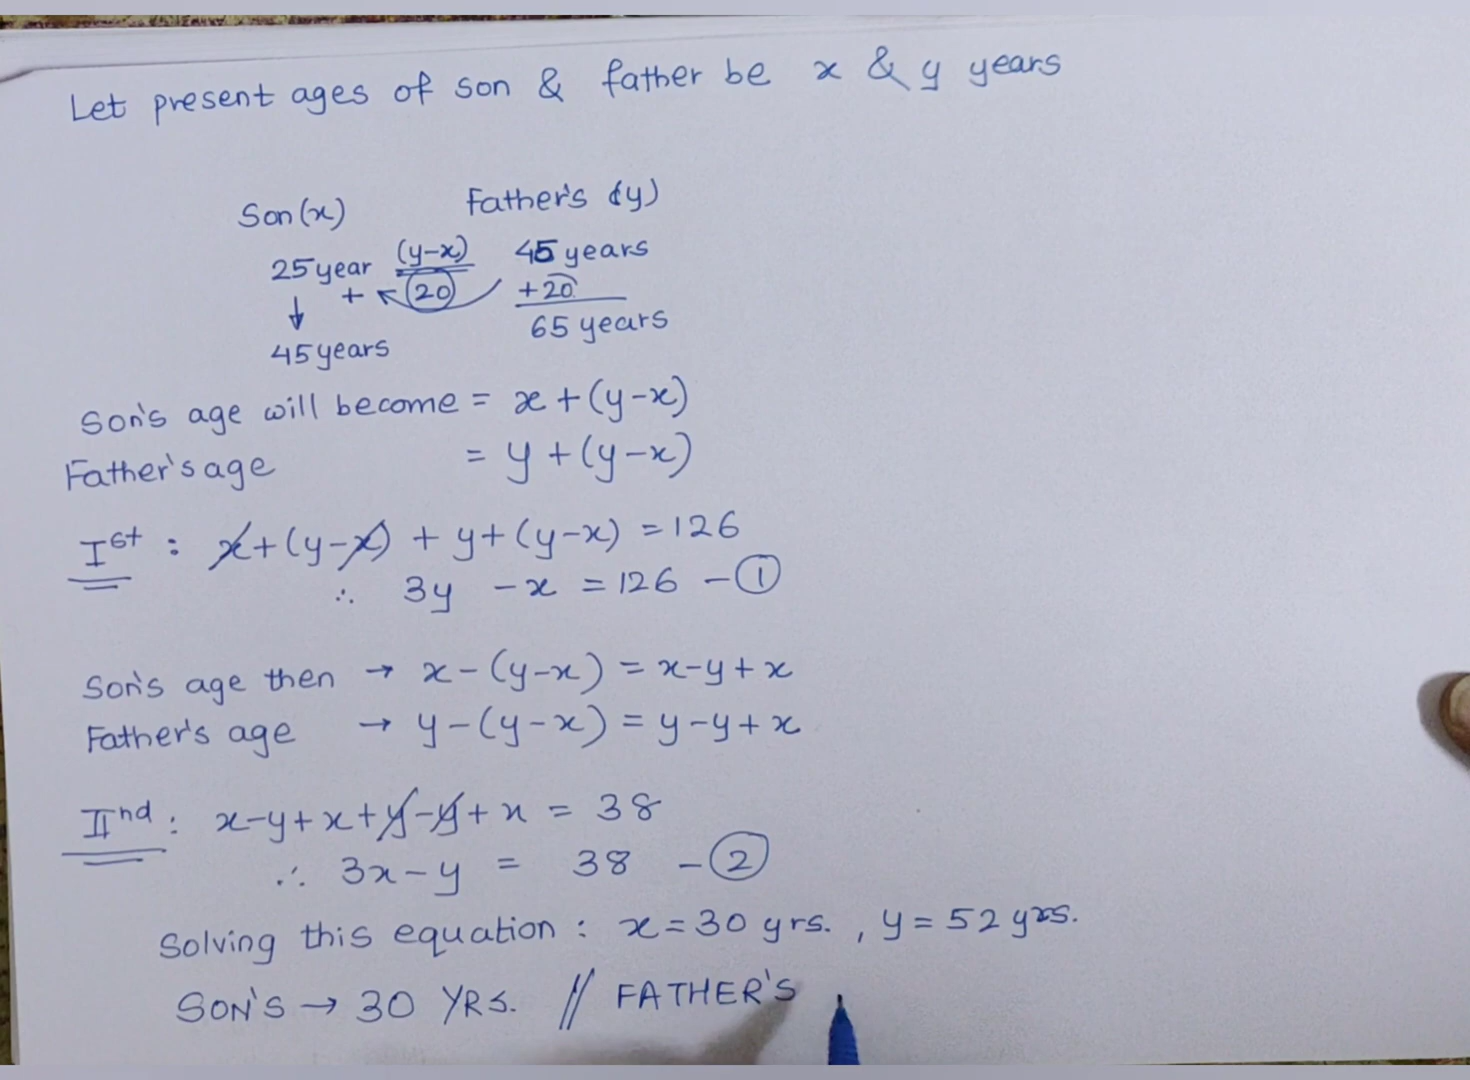 Let present ages of son & father be x & y years
Son (x) Father's (y)
25 year (y-x) 45 years
+ 20 +20
65 years
45 years
Son's age will become = x + (y-x)
Father's age = y + (y-x)
Ist : x + (y-x) + y + (y-x) = 126
∴ 3y - x = 126 - ①
Son's age then → x - (y-x) = x-y+x
Father's age → y - (y-x) = y-y+x
IInd : x-y+x+y-y+x = 38
∴ 3x-y = 38 - ②
Solving this equation : x = 30 yrs. , y = 52 yrs.
SON'S → 30 YRS. // FATHER'S